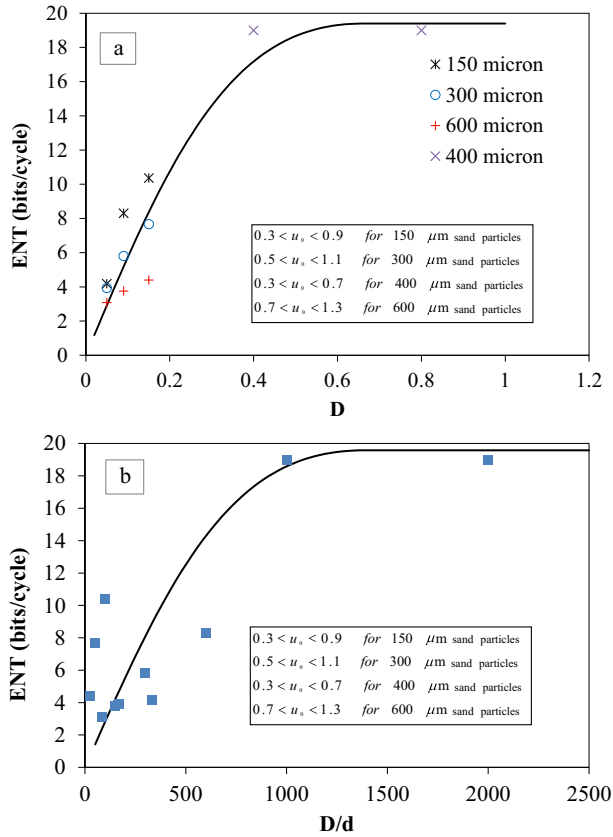 20
18
16
14
12
10
8
6
4
2
0
ENT (bits/cycle)
a
150 micron
300 micron
600 micron
400 micron
0.3 < u₀ < 0.9 for 150 μm sand particles
0.5 < u₀ < 1.1 for 300 μm sand particles
0.3 < u₀ < 0.7 for 400 μm sand particles
0.7 < u₀ < 1.3 for 600 μm sand particles
0 0.2 0.4 0.6 0.8 1 1.2
D
20
18
16
14
12
10
8
6
4
2
0
ENT (bits/cycle)
b
0.3 < u₀ < 0.9 for 150 μm sand particles
0.5 < u₀ < 1.1 for 300 μm sand particles
0.3 < u₀ < 0.7 for 400 μm sand particles
0.7 < u₀ < 1.3 for 600 μm sand particles
0 500 1000 1500 2000 2500
D/d